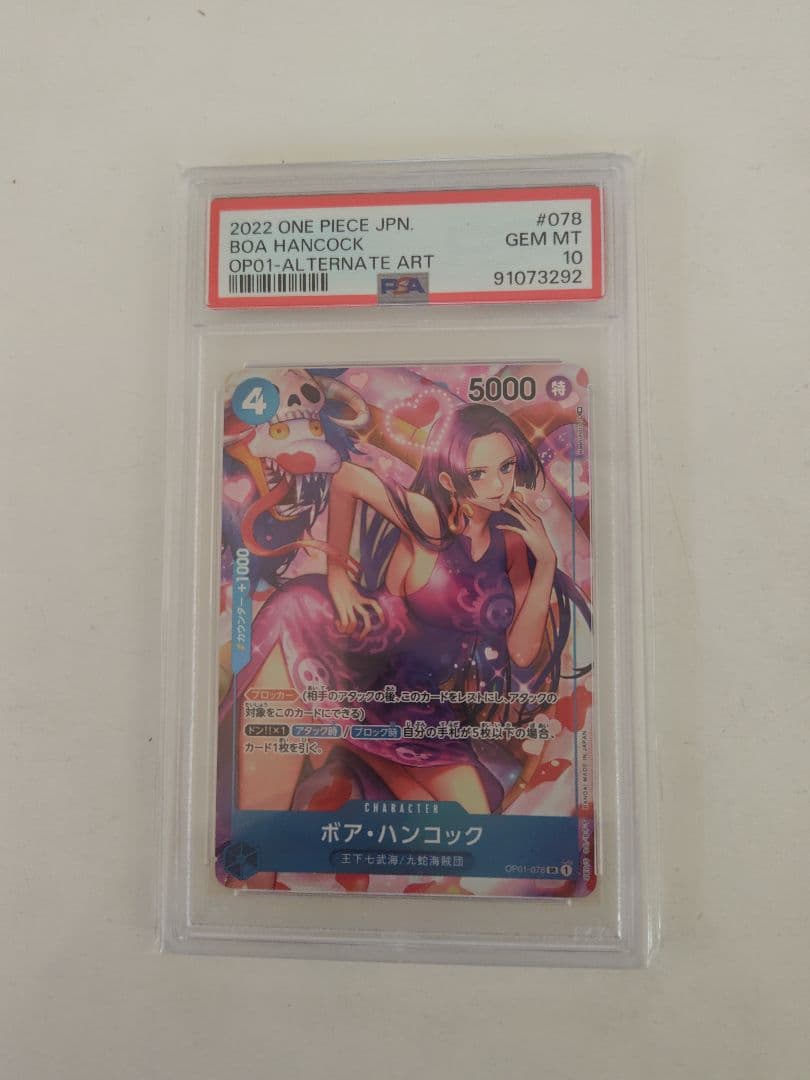 2022 ONE PIECE JPN. #078
BOA HANCOCK GEM MT
OP01-ALTERNATE ART 10
PSA 91073292
4 5000 特
カウンター +1000
ブロッカー (相手のアタックの後、このカードをレストにし、アタックの
対象をこのカードにできる)
ドン!!×1 アタック時 / ブロック時 自分の手札が5枚以下の場合、
カード1枚を引く。
CHARACTER
ボア・ハンコック
王下七武海/九蛇海賊団
OP01-078 SR 1
BANDAI MADE IN JAPAN